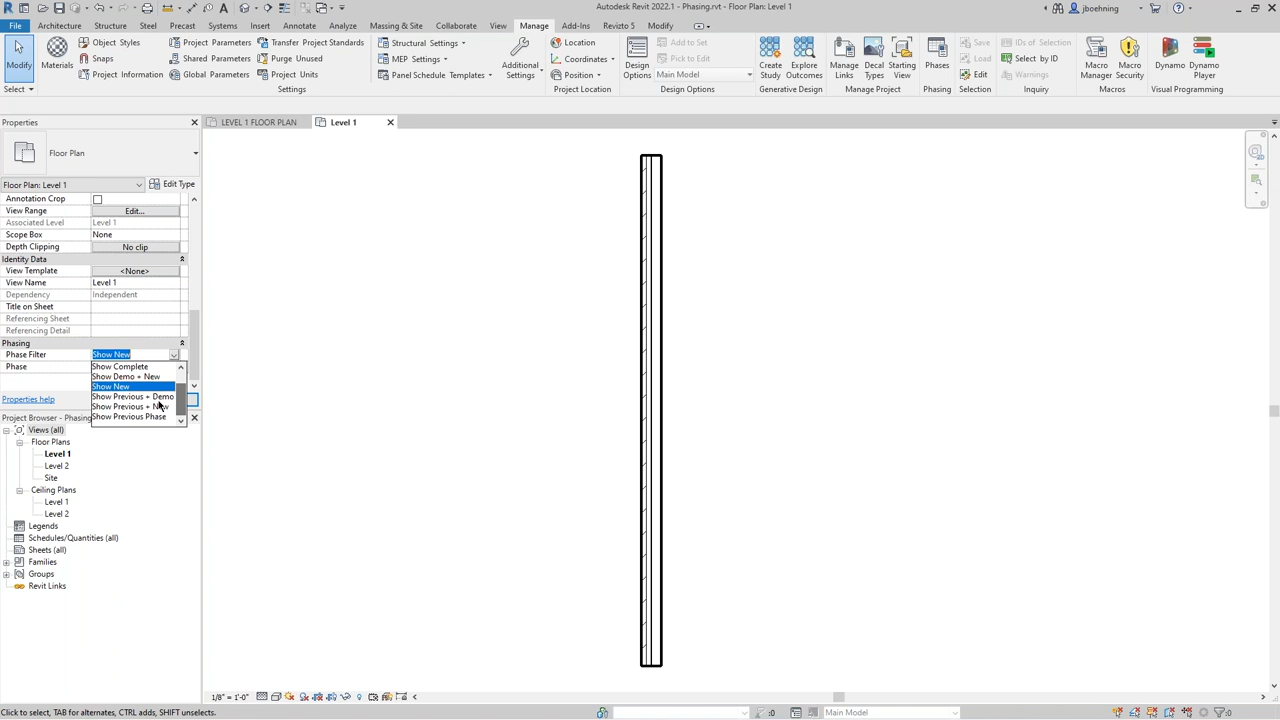 Autodesk Revit 2022.1 - Phasing.rvt - Floor Plan: Level 1
jboehning
File Architecture Structure Steel Precast Systems Insert Annotate Analyze Massing & Site Collaborate View Manage Add-Ins Revizto 5 Modify
Modify
Materials
Object Styles
Snaps
Project Information
Project Parameters
Shared Parameters
Global Parameters
Transfer Project Standards
Purge Unused
Project Units
Structural Settings
MEP Settings
Panel Schedule Templates
Additional
Settings
Location
Coordinates
Position
Design
Options
Add to Set
Pick to Edit
Main Model
Create
Study
Explore
Outcomes
Manage
Links
Decal
Types
Starting
View
Phases
Save
Load
Edit
IDs of Selection
Select by ID
Warnings
Macro
Manager
Macro
Security
Dynamo
Dynamo
Player
Select Settings Project Location Design Options Generative Design Manage Project Phasing Selection Inquiry Macros Visual Programming
Properties
LEVEL 1 FLOOR PLAN
Level 1
Floor Plan
Floor Plan: Level 1
Edit Type
Annotation Crop
View Range Edit...
Associated Level Level 1
Scope Box None
Depth Clipping No clip
Identity Data
View Template <None>
View Name Level 1
Dependency Independent
Title on Sheet
Referencing Sheet
Referencing Detail
Phasing
Phase Filter Show New
Phase
Show Complete
Show Demo + New
Show New
Show Previous + Demo
Show Previous + New
Show Previous Phase
Properties help
Project Browser - Phasing
Views (all)
Floor Plans
Level 1
Level 2
Site
Ceiling Plans
Level 1
Level 2
Legends
Schedules/Quantities (all)
Sheets (all)
Families
Groups
Revit Links
1/8" = 1'-0"
Click to select, TAB for alternates, CTRL adds, SHIFT unselects.
:0
Main Model
:0